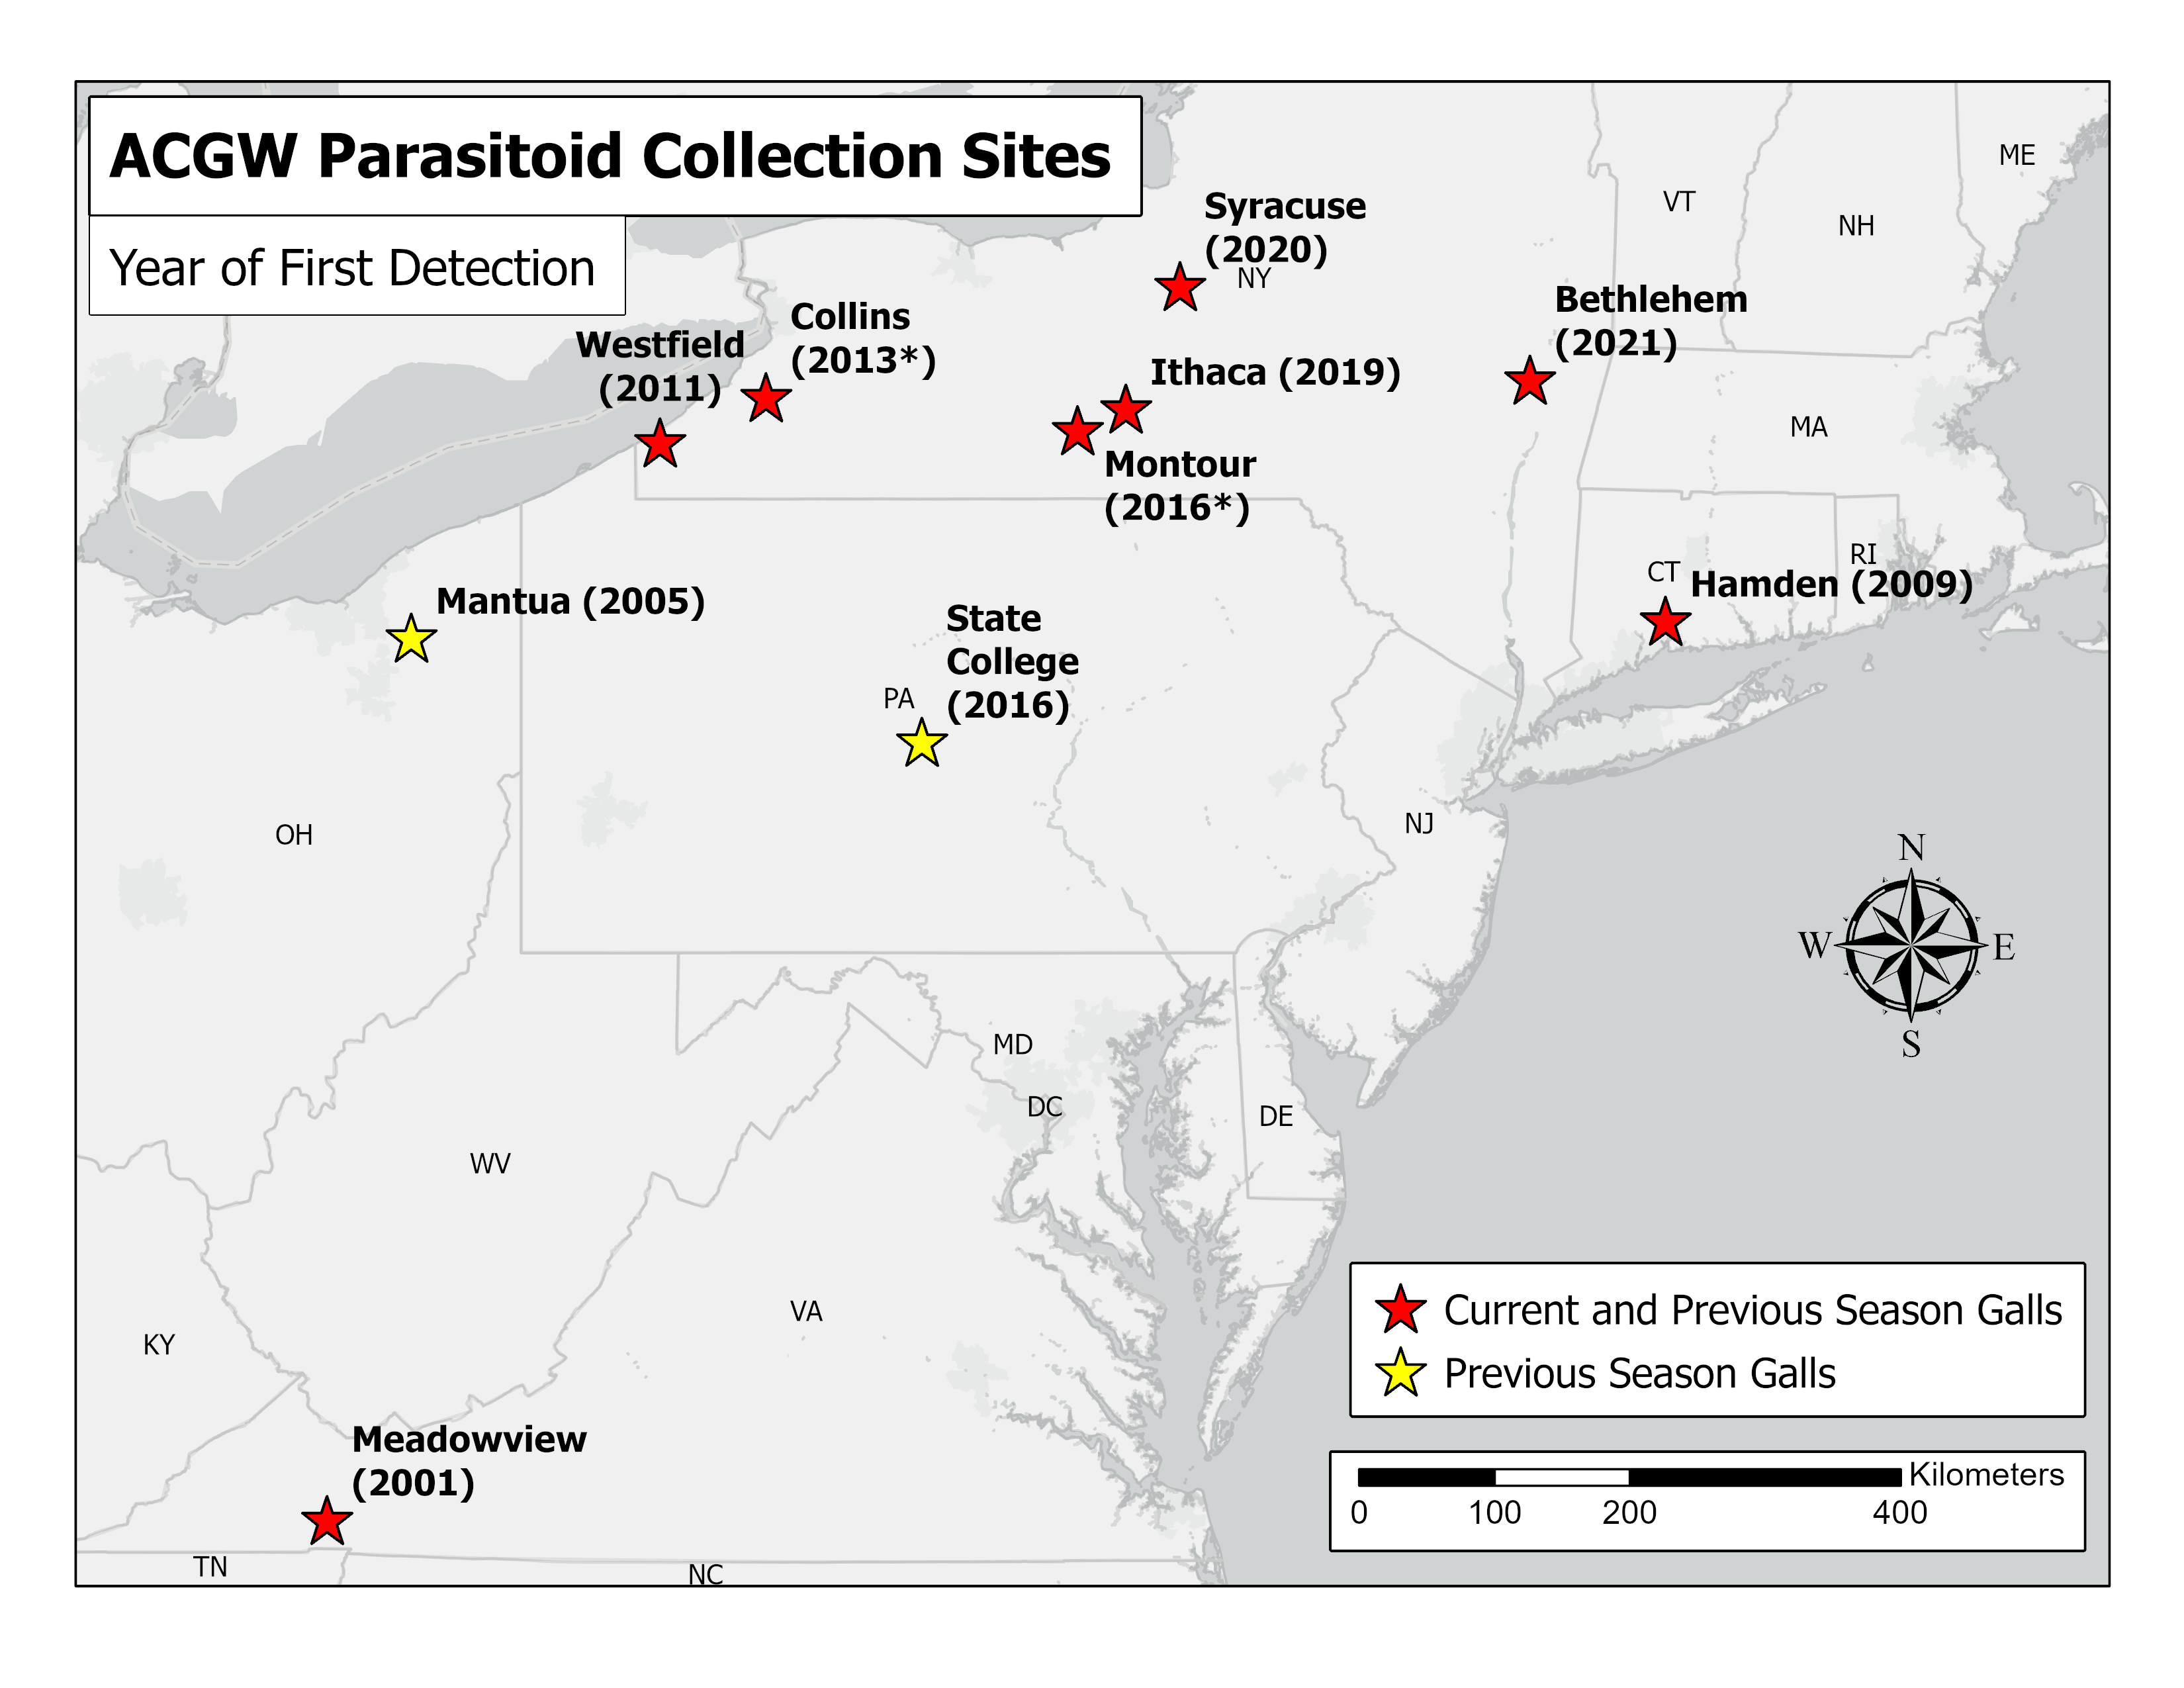 ACGW Parasitoid Collection Sites
Year of First Detection
ME
VT
NH
Syracuse
(2020)
NY
Bethlehem
(2021)
Collins
(2013*)
Westfield
(2011)
Ithaca (2019)
MA
Montour
(2016*)
RI
CT
Hamden (2009)
Mantua (2005)
State
College
(2016)
PA
OH
NJ
N
W
E
S
MD
DC
DE
WV
VA
KY
Current and Previous Season Galls
Previous Season Galls
Meadowview
(2001)
Kilometers
0 100 200 400
TN
NC